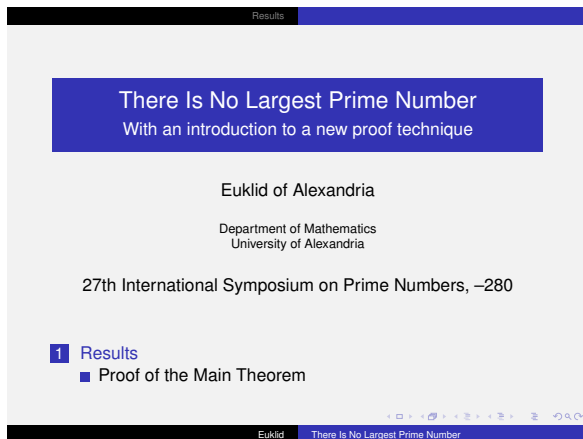 Results
There Is No Largest Prime Number
With an introduction to a new proof technique
Euklid of Alexandria
Department of Mathematics
University of Alexandria
27th International Symposium on Prime Numbers, –280
1 Results
Proof of the Main Theorem
Euklid There Is No Largest Prime Number